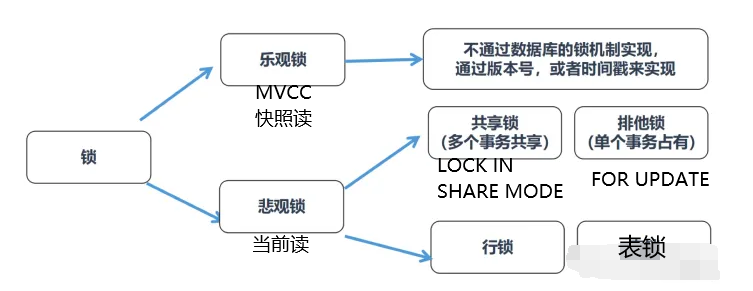 乐观锁
MVCC
快照读
不通过数据库的锁机制实现，
通过版本号，或者时间戳来实现
锁
共享锁
（多个事务共享）
LOCK IN
SHARE MODE
排他锁
（单个事务占有）
FOR UPDATE
悲观锁
当前读
行锁
表锁